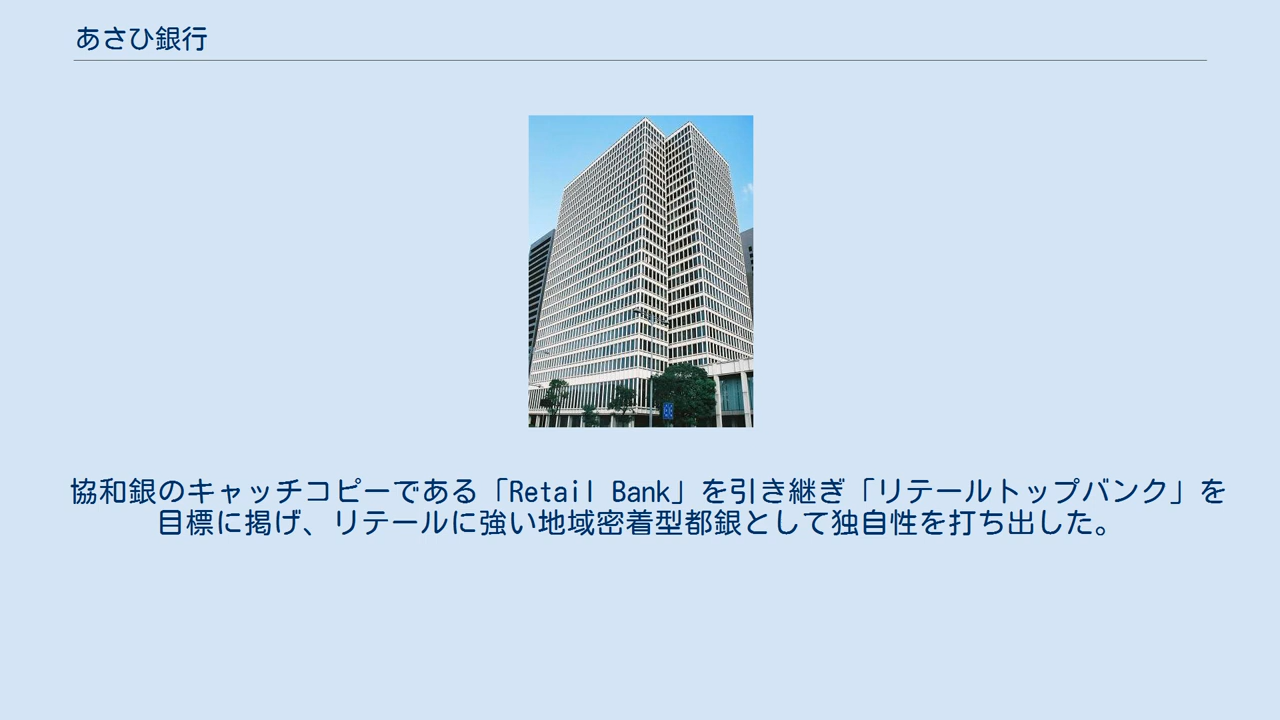 あさひ銀行
協和銀のキャッチコピーである「Retail Bank」を引き継ぎ「リテールトップバンク」を
目標に掲げ、リテールに強い地域密着型都銀として独自性を打ち出した。